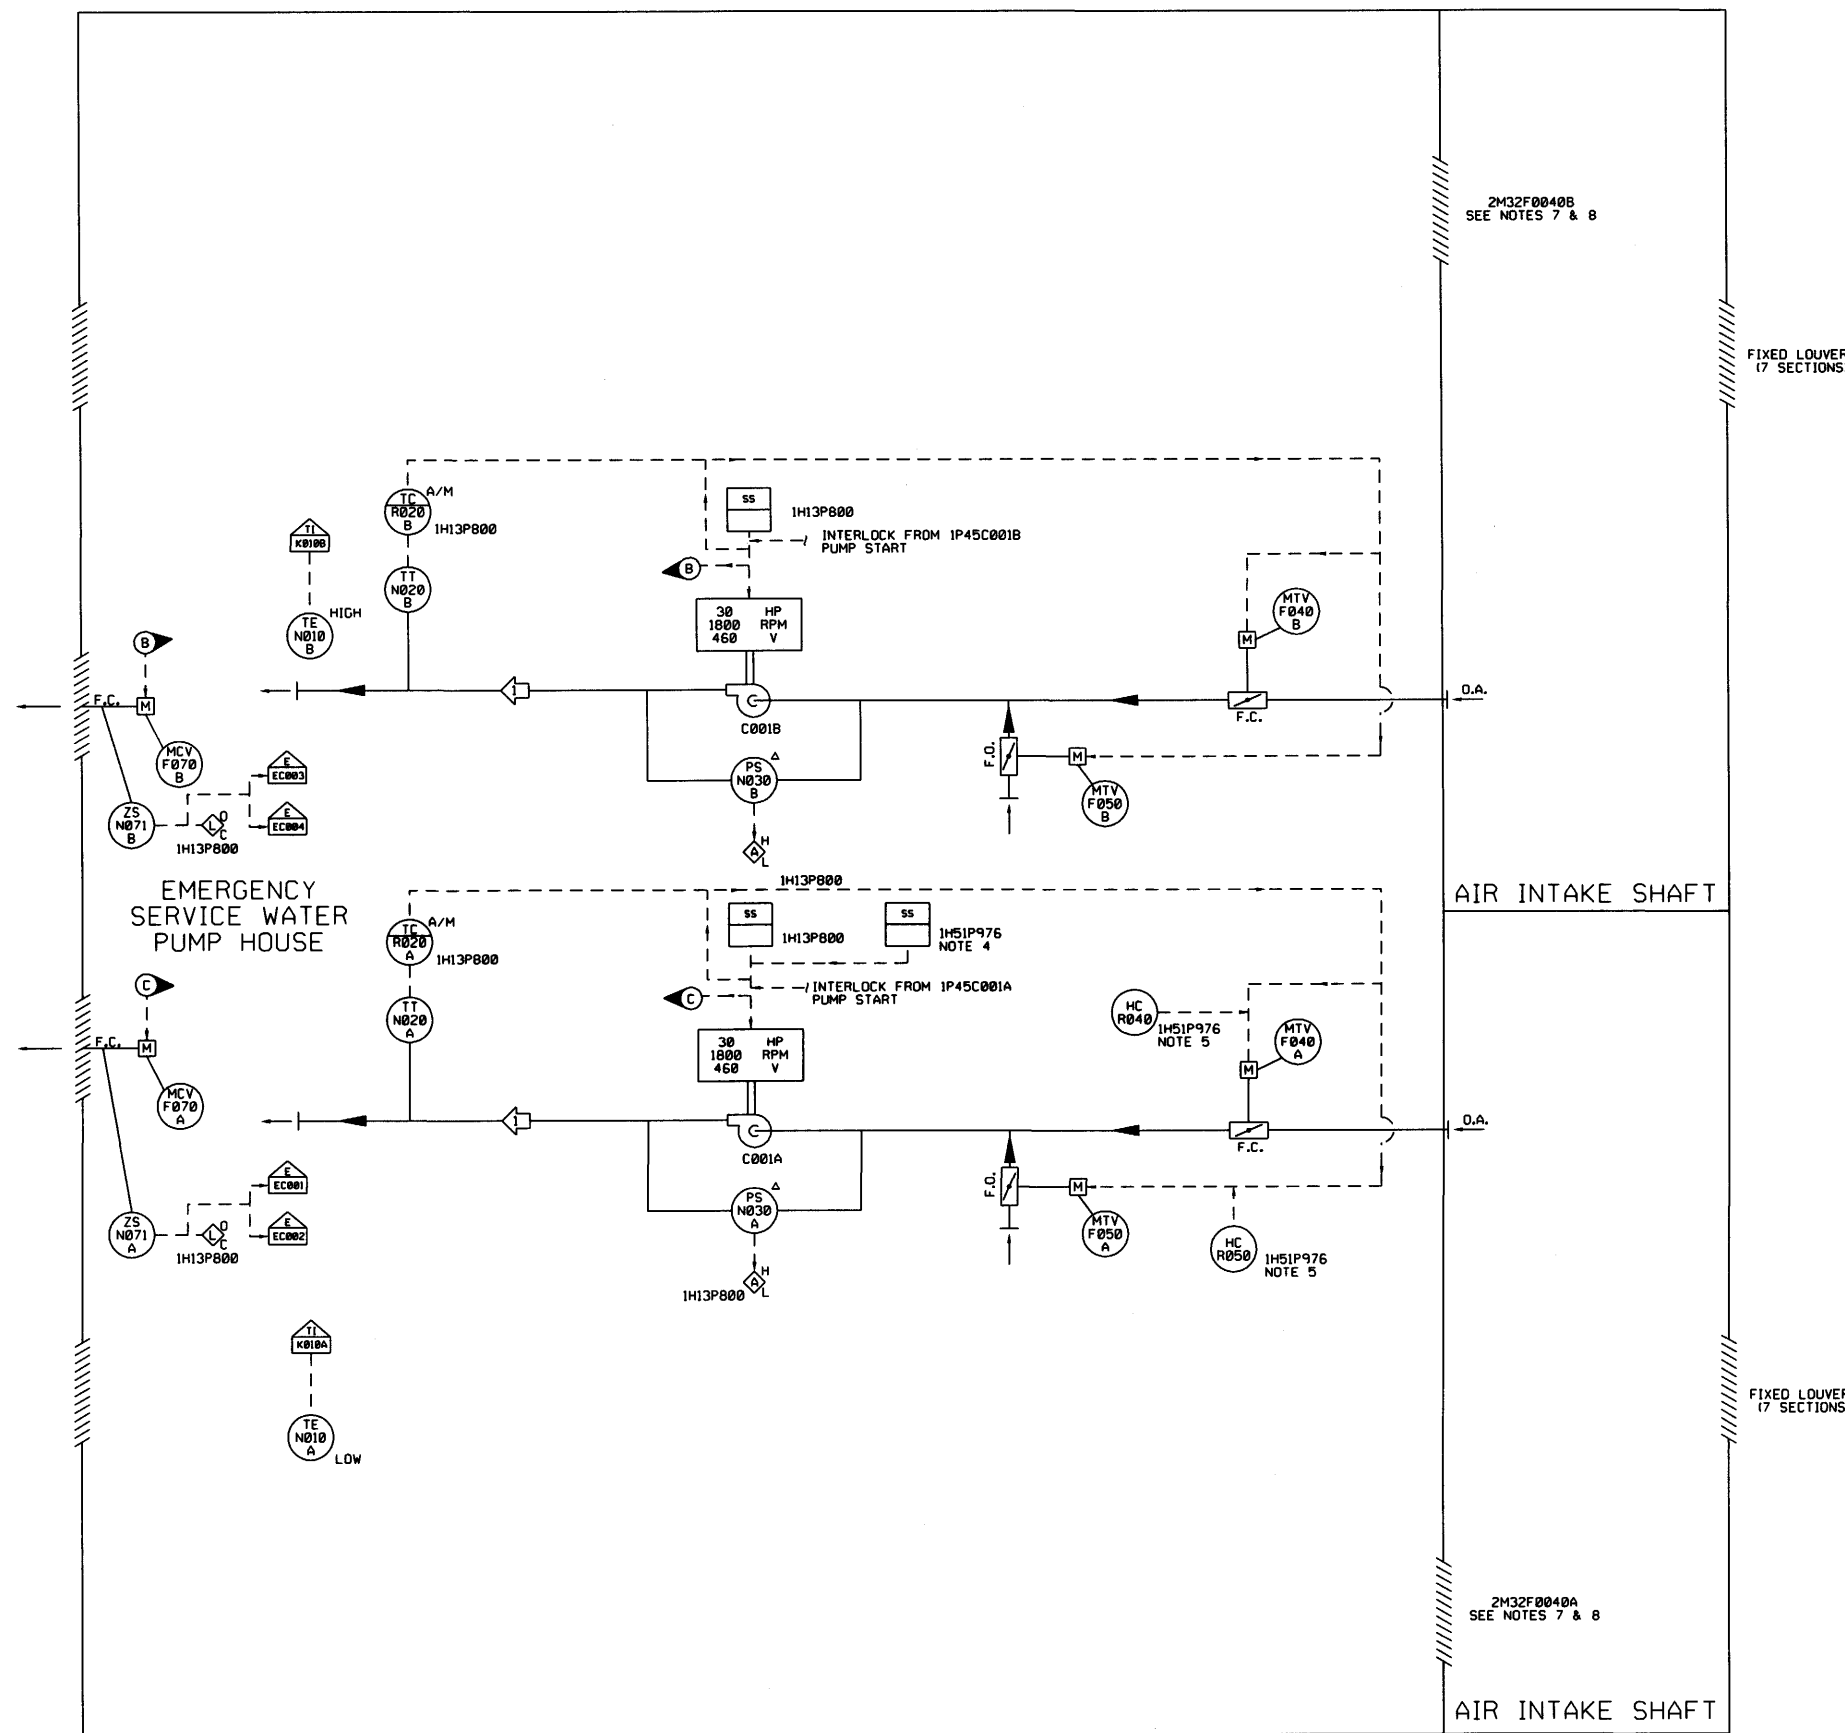 2M32F0040B
SEE NOTES 7 & 8
FIXED LOUVER
(7 SECTIONS
TC
R020
B
A/M
1H13P800
SS
1H13P800
INTERLOCK FROM 1P45C001B
PUMP START
TI
K010B
TT
N020
B
B
HIGH
TE
N010
B
30 HP
1800 RPM
460 V
MTV
F040
B
M
B
F.C.
M
1
C001B
F.C.
O.A.
MCV
F070
B
E
EC003
PS
N030
B
F.O.
M
MTV
F050
B
ZS
N071
B
L
O
C
E
EC004
1H13P800
A
H
L
1H13P800
EMERGENCY
SERVICE WATER
PUMP HOUSE
AIR INTAKE SHAFT
TC
R020
A
A/M
1H13P800
SS
1H13P800
SS
1H51P976
NOTE 4
C
C
INTERLOCK FROM 1P45C001A
PUMP START
TT
N020
A
HC
R040
1H51P976
NOTE 5
MTV
F040
A
30 HP
1800 RPM
460 V
F.C.
M
M
MCV
F070
A
1
C001A
F.C.
O.A.
E
EC001
PS
N030
A
F.O.
M
MTV
F050
A
ZS
N071
A
L
O
C
E
EC002
1H13P800
HC
R050
1H51P976
NOTE 5
A
H
L
1H13P800
TI
K010A
FIXED LOUVER
(7 SECTIONS
TE
N010
A
LOW
2M32F0040A
SEE NOTES 7 & 8
AIR INTAKE SHAFT